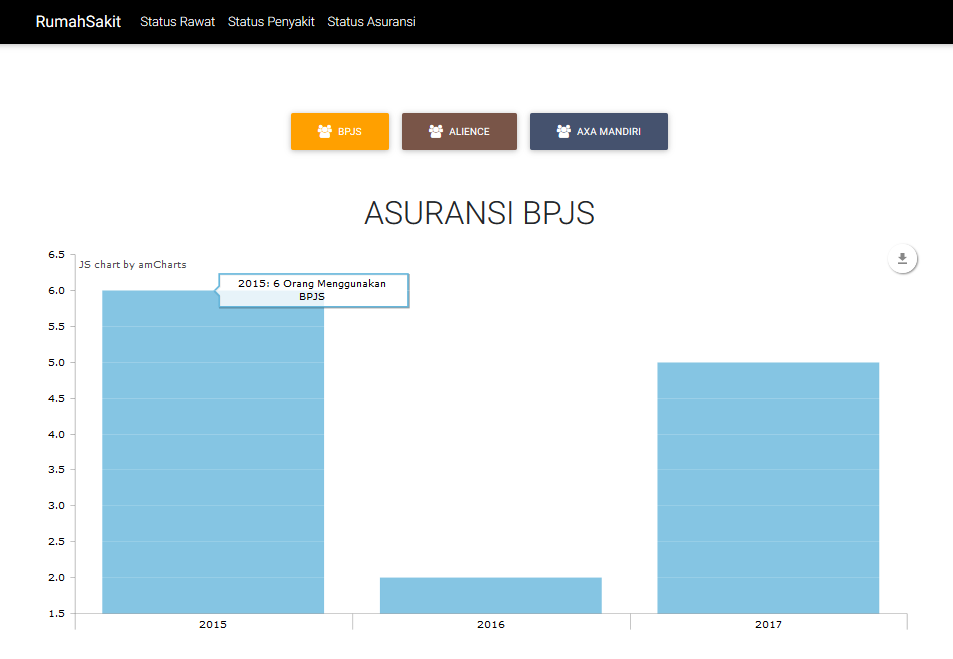 RumahSakit Status Rawat Status Penyakit Status Asuransi
BPJS ALIENCE AXA MANDIRI
ASURANSI BPJS
JS chart by amCharts
2015: 6 Orang Menggunakan
BPJS
6.5
6.0
5.5
5.0
4.5
4.0
3.5
3.0
2.5
2.0
1.5
2015 2016 2017